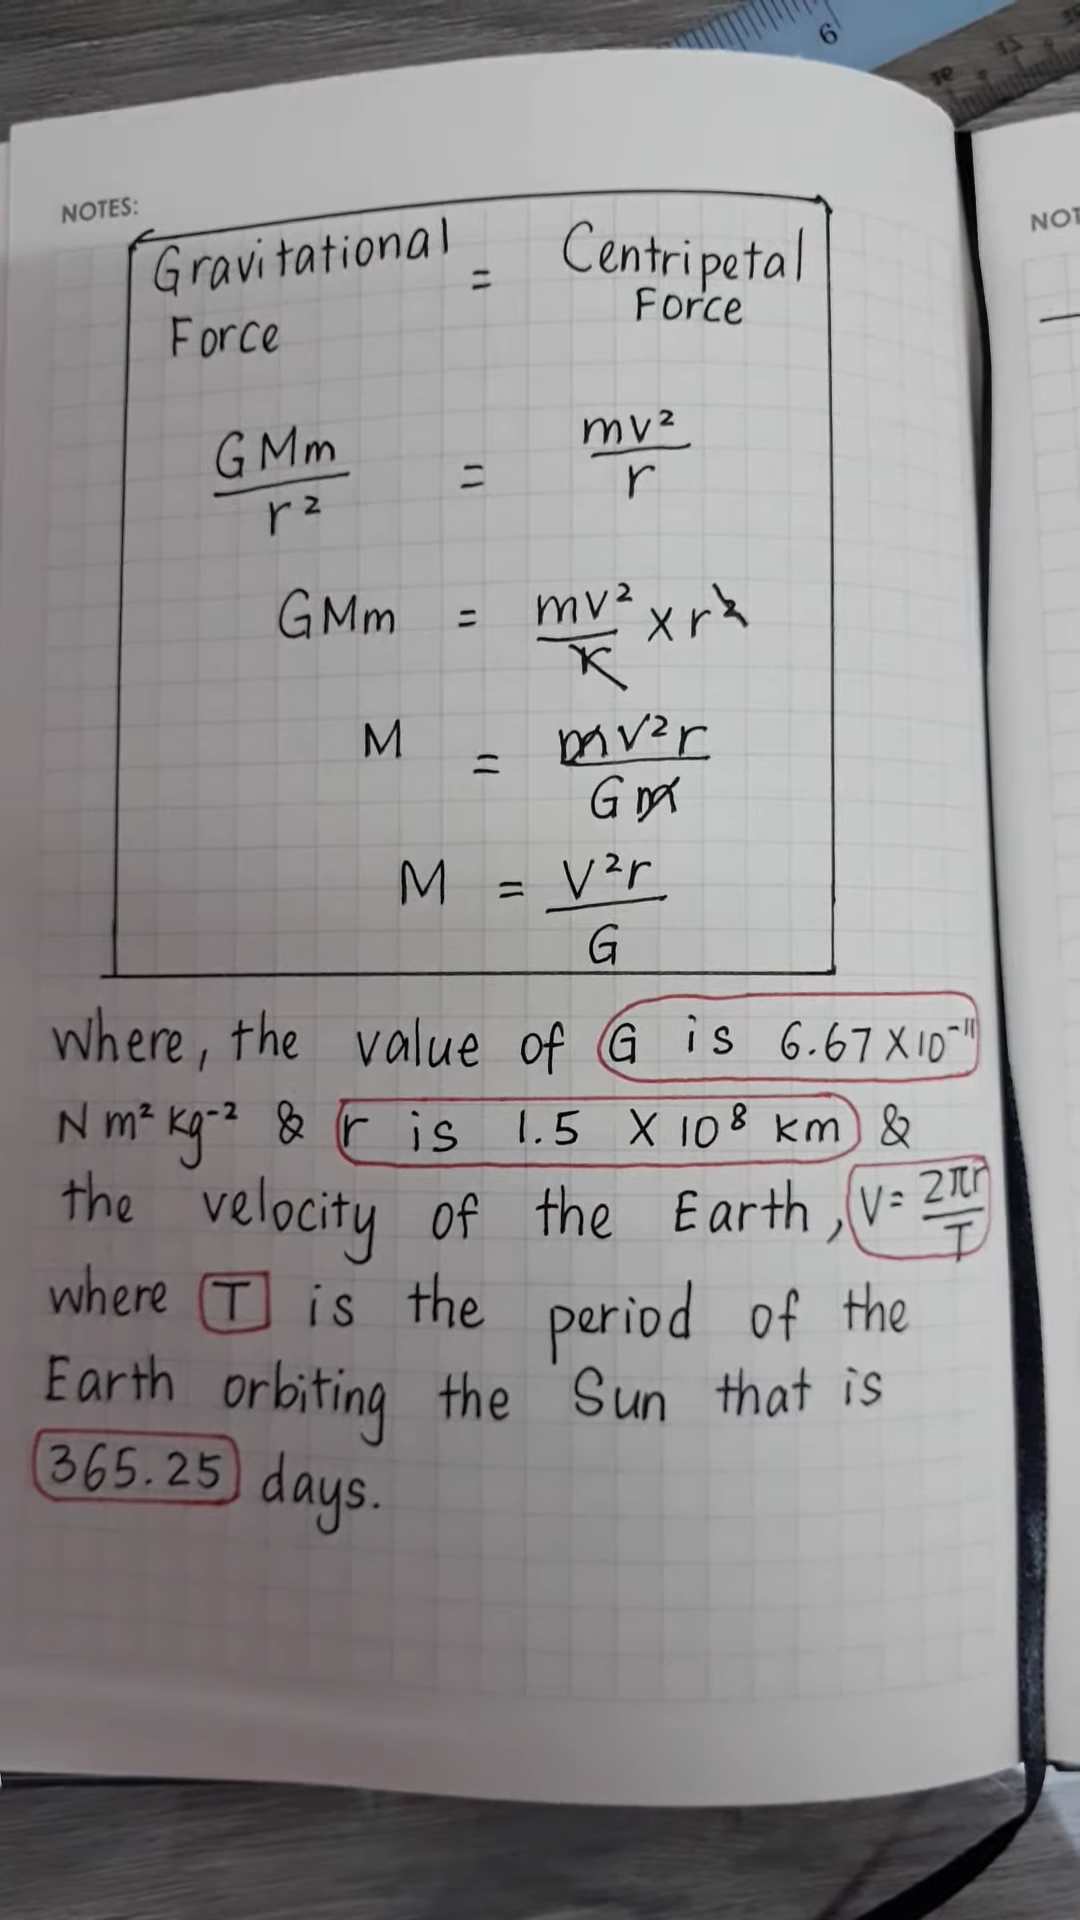 6
NOTES:
NOT
Gravitational Force = Centripetal Force
GMm/r² = mv²/r
GMm = mv²/r × r²
M = mv²r/Gm
M = V²r/G
where, the value of G is 6.67 × 10⁻¹¹
N m² kg⁻² & r is 1.5 × 10⁸ km &
the velocity of the Earth, V = 2πr/T
where T is the period of the
Earth orbiting the Sun that is
365.25 days.